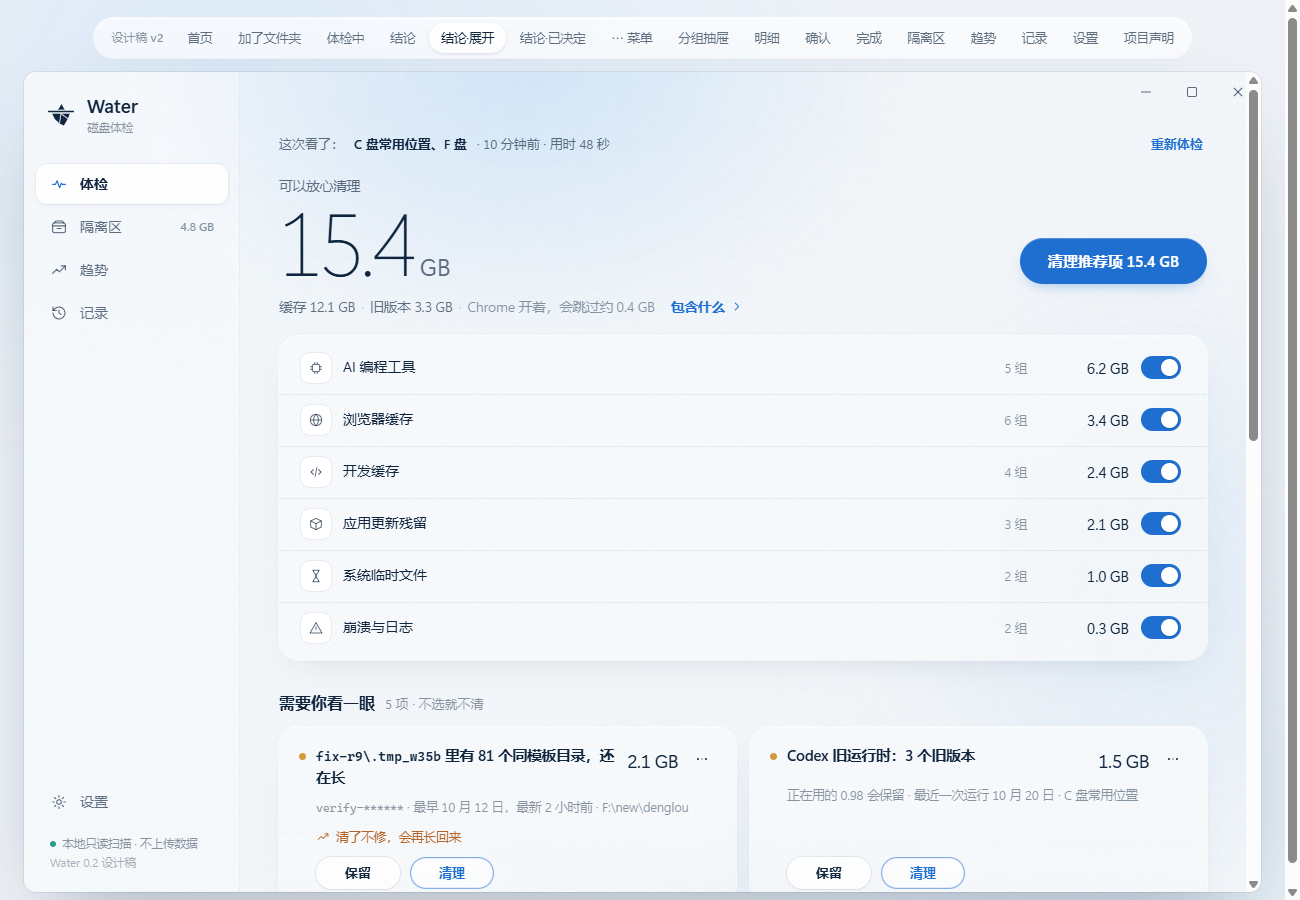 设计稿 v2 首页 加了文件夹 体检中 结论 结论·展开 结论·已决定 ··· 菜单 分组抽屉 明细 确认 完成 隔离区 趋势 记录 设置 项目声明
Water
磁盘体检
体检
隔离区 4.8 GB
趋势
记录
设置
本地只读扫描 · 不上传数据
Water 0.2 设计稿
这次看了： C 盘常用位置、F 盘 · 10 分钟前 · 用时 48 秒 重新体检
可以放心清理
15.4 GB
清理推荐项 15.4 GB
缓存 12.1 GB · 旧版本 3.3 GB · Chrome 开着，会跳过约 0.4 GB 包含什么
AI 编程工具 5 组 6.2 GB
浏览器缓存 6 组 3.4 GB
开发缓存 4 组 2.4 GB
应用更新残留 3 组 2.1 GB
系统临时文件 2 组 1.0 GB
崩溃与日志 2 组 0.3 GB
需要你看一眼 5 项 · 不选就不清
fix-r9\.tmp_w35b 里有 81 个同模板目录，还在长 2.1 GB ···
verify-****** · 最早 10 月 12 日，最新 2 小时前 · F:\new\denglou
清了不修，会再长回来
保留 清理
Codex 旧运行时：3 个旧版本 1.5 GB ···
正在用的 0.98 会保留 · 最近一次运行 10 月 20 日 · C 盘常用位置
保留 清理